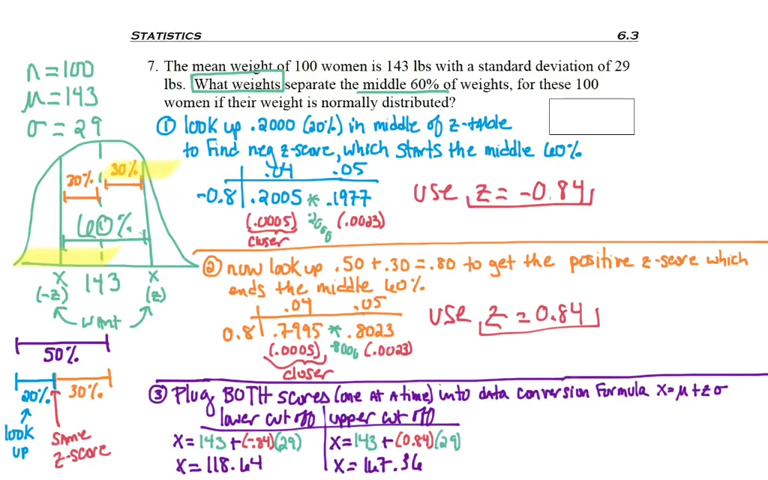 STATISTICS 6.3
7. The mean weight of 100 women is 143 lbs with a standard deviation of 29
lbs. What weights separate the middle 60% of weights, for these 100
women if their weight is normally distributed?
n=100
μ=143
σ=29
① look up .2000 (20%) in middle of z-table
to find neg z-score, which starts the middle 60%
.04 .05
-0.8 .2005 * .1977
(.0005) .2000 (.0023)
closer
use z=-0.84
30% 30%
60%
x 143 x
(-z) (z)
want
② now look up .50+.30=.80 to get the positive z-score which
ends the middle 60%
.04 .05
0.8 .7995 * .8023
(.0005) .8000 (.0023)
closer
use z=0.84
50%
20% 30%
look
up
same
z-score
③ Plug BOTH scores (one at a time) into data conversion formula x=μ+zσ
lower cut off upper cut off
x=143+(-.84)(29) x=143+(0.84)(29)
x=118.64 x=167.36